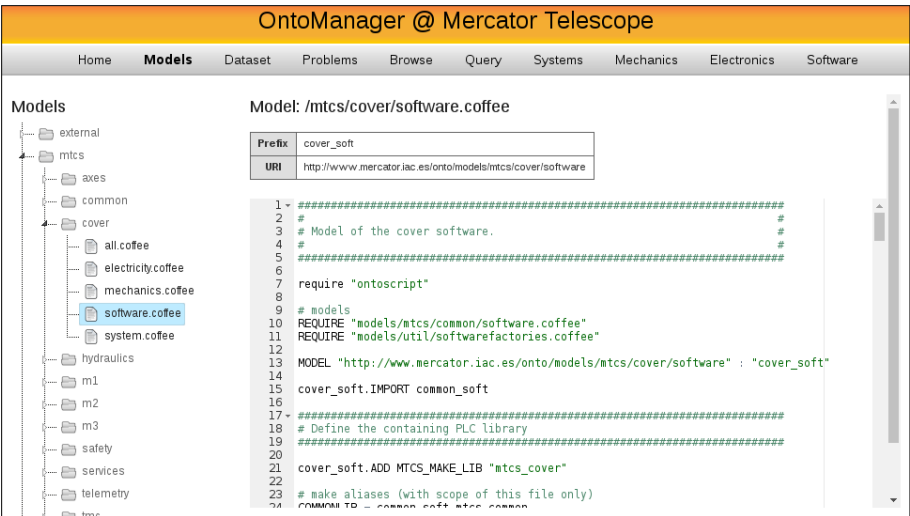 OntoManager @ Mercator Telescope
Home Models Dataset Problems Browse Query Systems Mechanics Electronics Software
Models
external
mtcs
axes
common
cover
all.coffee
electricity.coffee
mechanics.coffee
software.coffee
system.coffee
hydraulics
m1
m2
m3
safety
services
telemetry
tms
Model: /mtcs/cover/software.coffee
Prefix cover_soft
URI http://www.mercator.iac.es/onto/models/mtcs/cover/software
1 ##########################################################################
2 # #
3 # Model of the cover software. #
4 # #
5 ##########################################################################
6
7 require "ontoscript"
8
9 # models
10 REQUIRE "models/mtcs/common/software.coffee"
11 REQUIRE "models/util/softwarefactories.coffee"
12
13 MODEL "http://www.mercator.iac.es/onto/models/mtcs/cover/software" : "cover_soft"
14
15 cover_soft.IMPORT common_soft
16
17 ##########################################################################
18 # Define the containing PLC library
19 ##########################################################################
20
21 cover_soft.ADD MTCS_MAKE_LIB "mtcs_cover"
22
23 # make aliases (with scope of this file only)
24 COMMONLIB = common_soft.mtcs_common